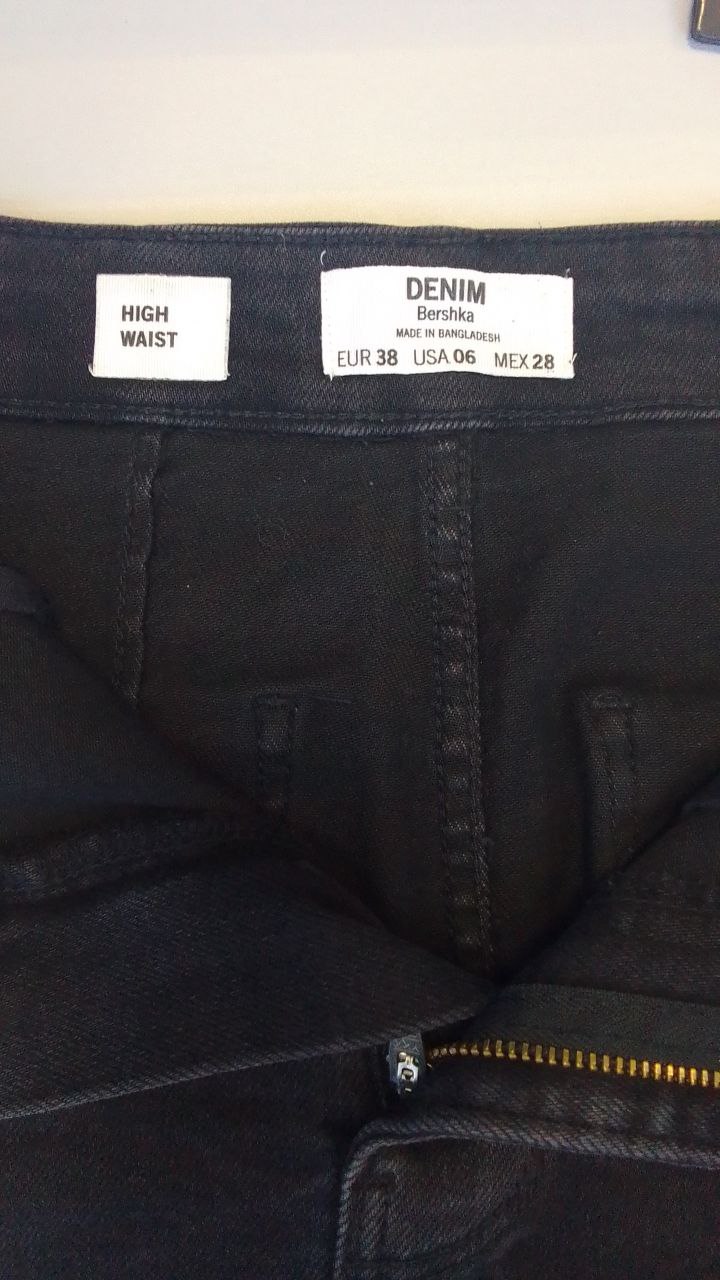 HIGH
WAIST
DENIM
Bershka
MADE IN BANGLADESH
EUR 38 USA 06 MEX 28